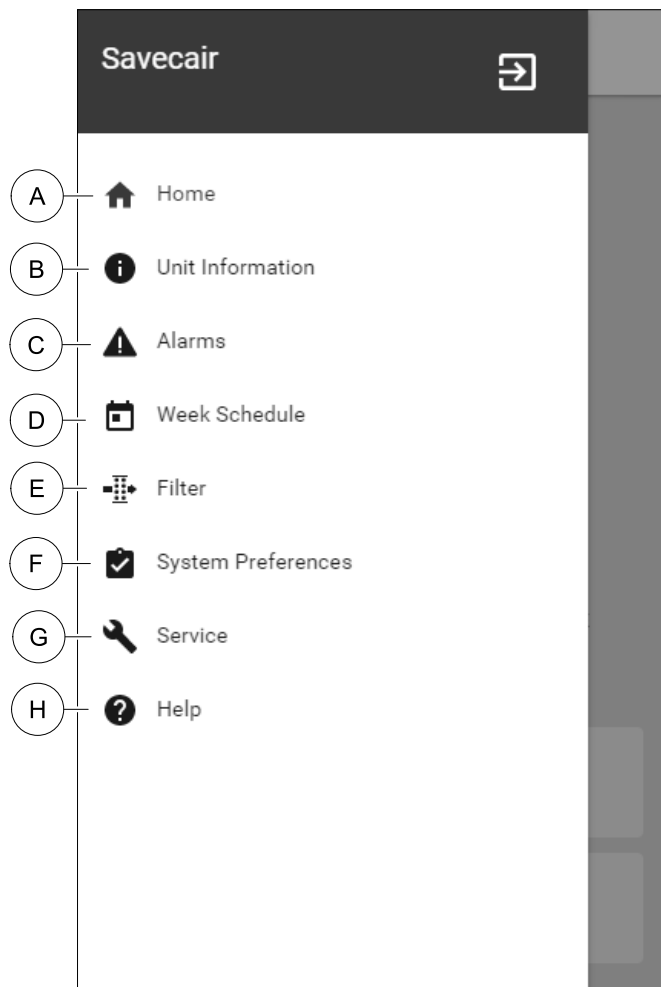 Savecair
A Home
B Unit Information
C Alarms
D Week Schedule
E Filter
F System Preferences
G Service
H Help